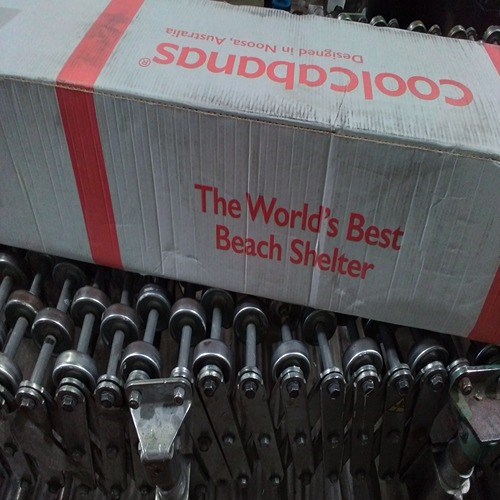 Coolcabanas®
Designed in Noosa, Australia
The World's Best
Beach Shelter